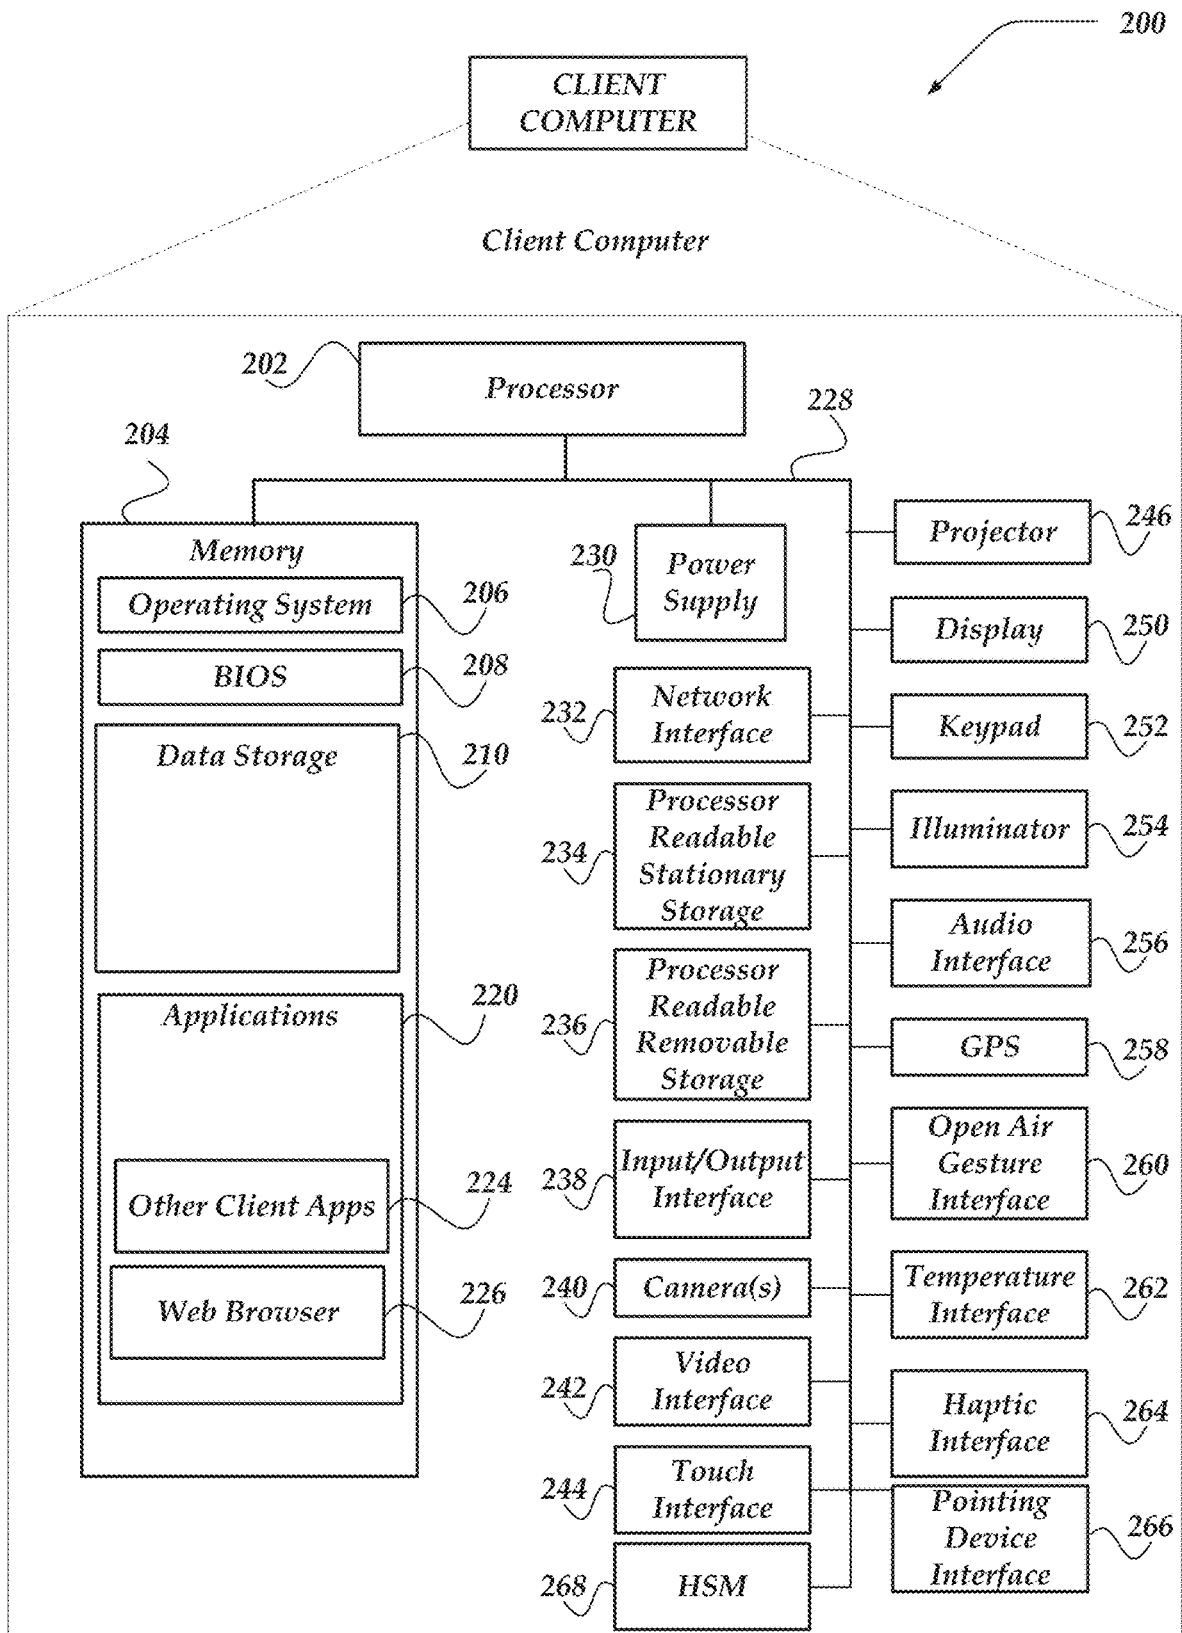 200
CLIENT
COMPUTER
Client Computer
202
Processor
228
204
Memory
Operating System
206
BIOS
208
Data Storage
210
Applications
220
Other Client Apps
224
Web Browser
226
230
Power
Supply
232
Network
Interface
234
Processor
Readable
Stationary
Storage
236
Processor
Readable
Removable
Storage
238
Input/Output
Interface
240
Camera(s)
242
Video
Interface
244
Touch
Interface
268
HSM
Projector
246
Display
250
Keypad
252
Illuminator
254
Audio
Interface
256
GPS
258
Open Air
Gesture
Interface
260
Temperature
Interface
262
Haptic
Interface
264
Pointing
Device
Interface
266